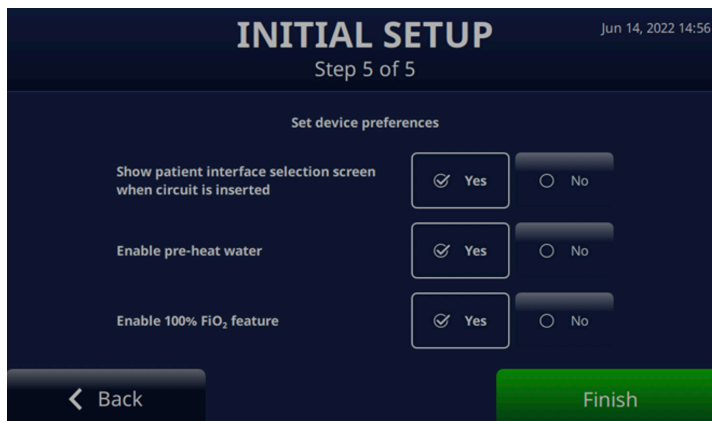 INITIAL SETUP
Jun 14, 2022 14:56
Step 5 of 5
Set device preferences
Show patient interface selection screen
when circuit is inserted
Yes
No
Enable pre-heat water
Yes
No
Enable 100% FiO₂ feature
Yes
No
Back
Finish